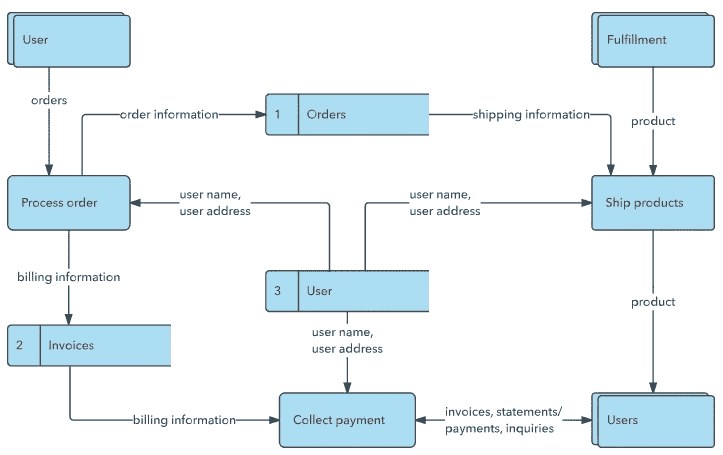 User
Fulfillment
orders
order information
1 Orders
shipping information
product
Process order
user name,
user address
user name,
user address
Ship products
billing information
3 User
product
2 Invoices
user name,
user address
billing information
Collect payment
invoices, statements/
payments, inquiries
Users